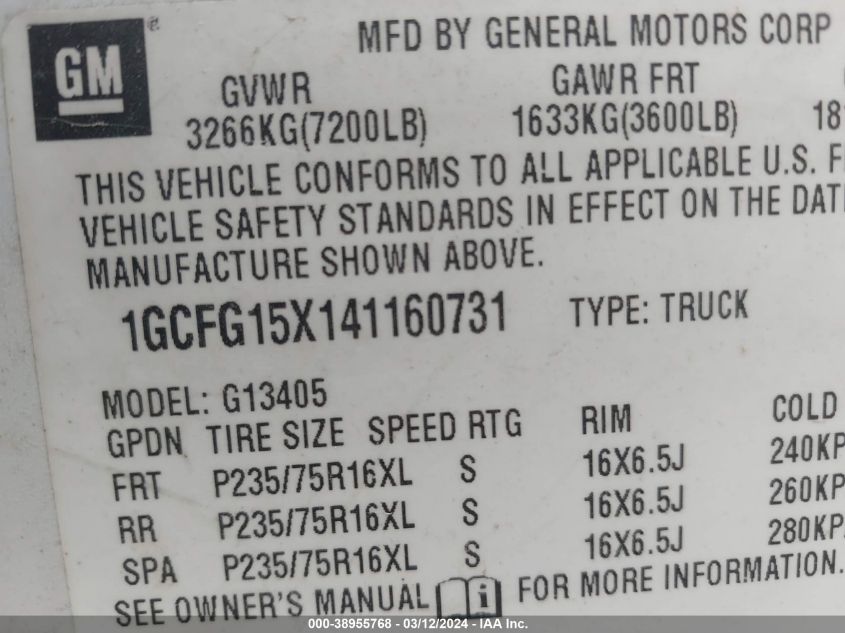 GM
®
MFD BY GENERAL MOTORS CORP
GVWR GAWR FRT
3266KG(7200LB) 1633KG(3600LB) 18
THIS VEHICLE CONFORMS TO ALL APPLICABLE U.S. F
VEHICLE SAFETY STANDARDS IN EFFECT ON THE DAT
MANUFACTURE SHOWN ABOVE.
1GCFG15X141160731 TYPE: TRUCK
MODEL: G13405
GPDN TIRE SIZE SPEED RTG RIM COLD
FRT P235/75R16XL S 16X6.5J 240KP
RR P235/75R16XL S 16X6.5J 260KP
SPA P235/75R16XL S 16X6.5J 280KP
SEE OWNER'S MANUAL i FOR MORE INFORMATION.
000-38955768 - 03/12/2024 - IAA Inc.